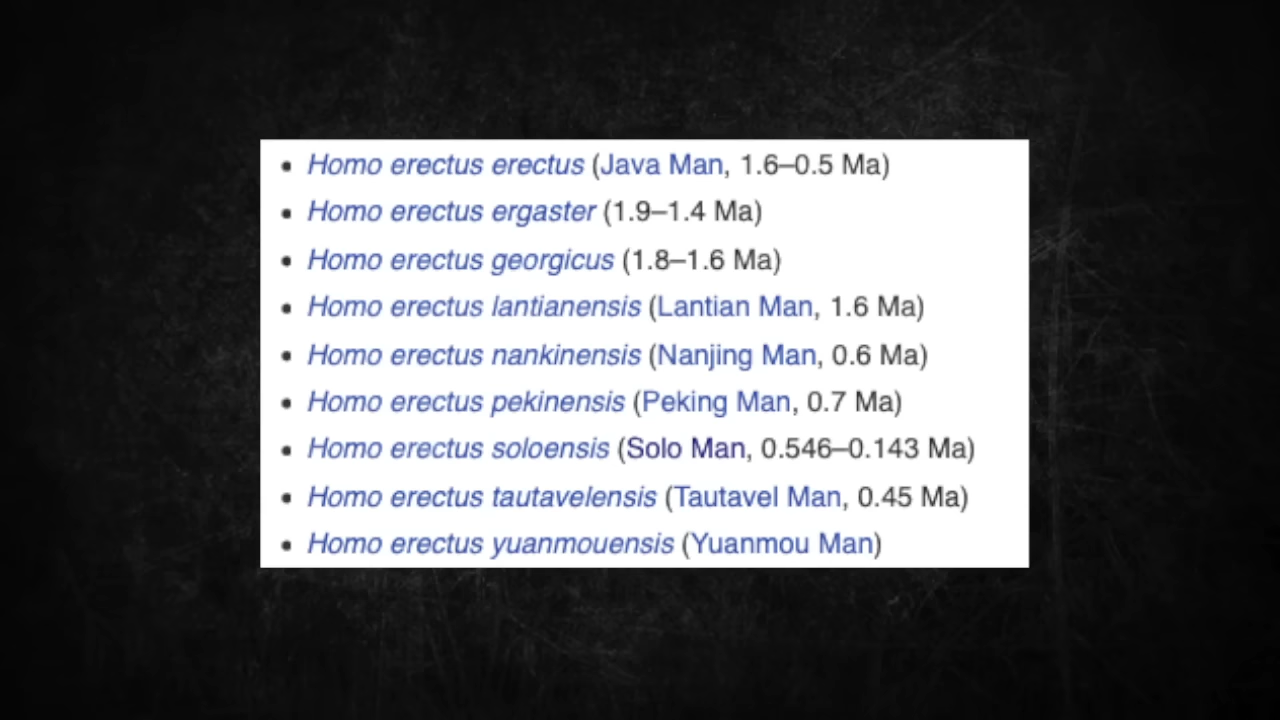 • Homo erectus erectus (Java Man, 1.6–0.5 Ma)
• Homo erectus ergaster (1.9–1.4 Ma)
• Homo erectus georgicus (1.8–1.6 Ma)
• Homo erectus lantianensis (Lantian Man, 1.6 Ma)
• Homo erectus nankinensis (Nanjing Man, 0.6 Ma)
• Homo erectus pekinensis (Peking Man, 0.7 Ma)
• Homo erectus soloensis (Solo Man, 0.546–0.143 Ma)
• Homo erectus tautavelensis (Tautavel Man, 0.45 Ma)
• Homo erectus yuanmouensis (Yuanmou Man)